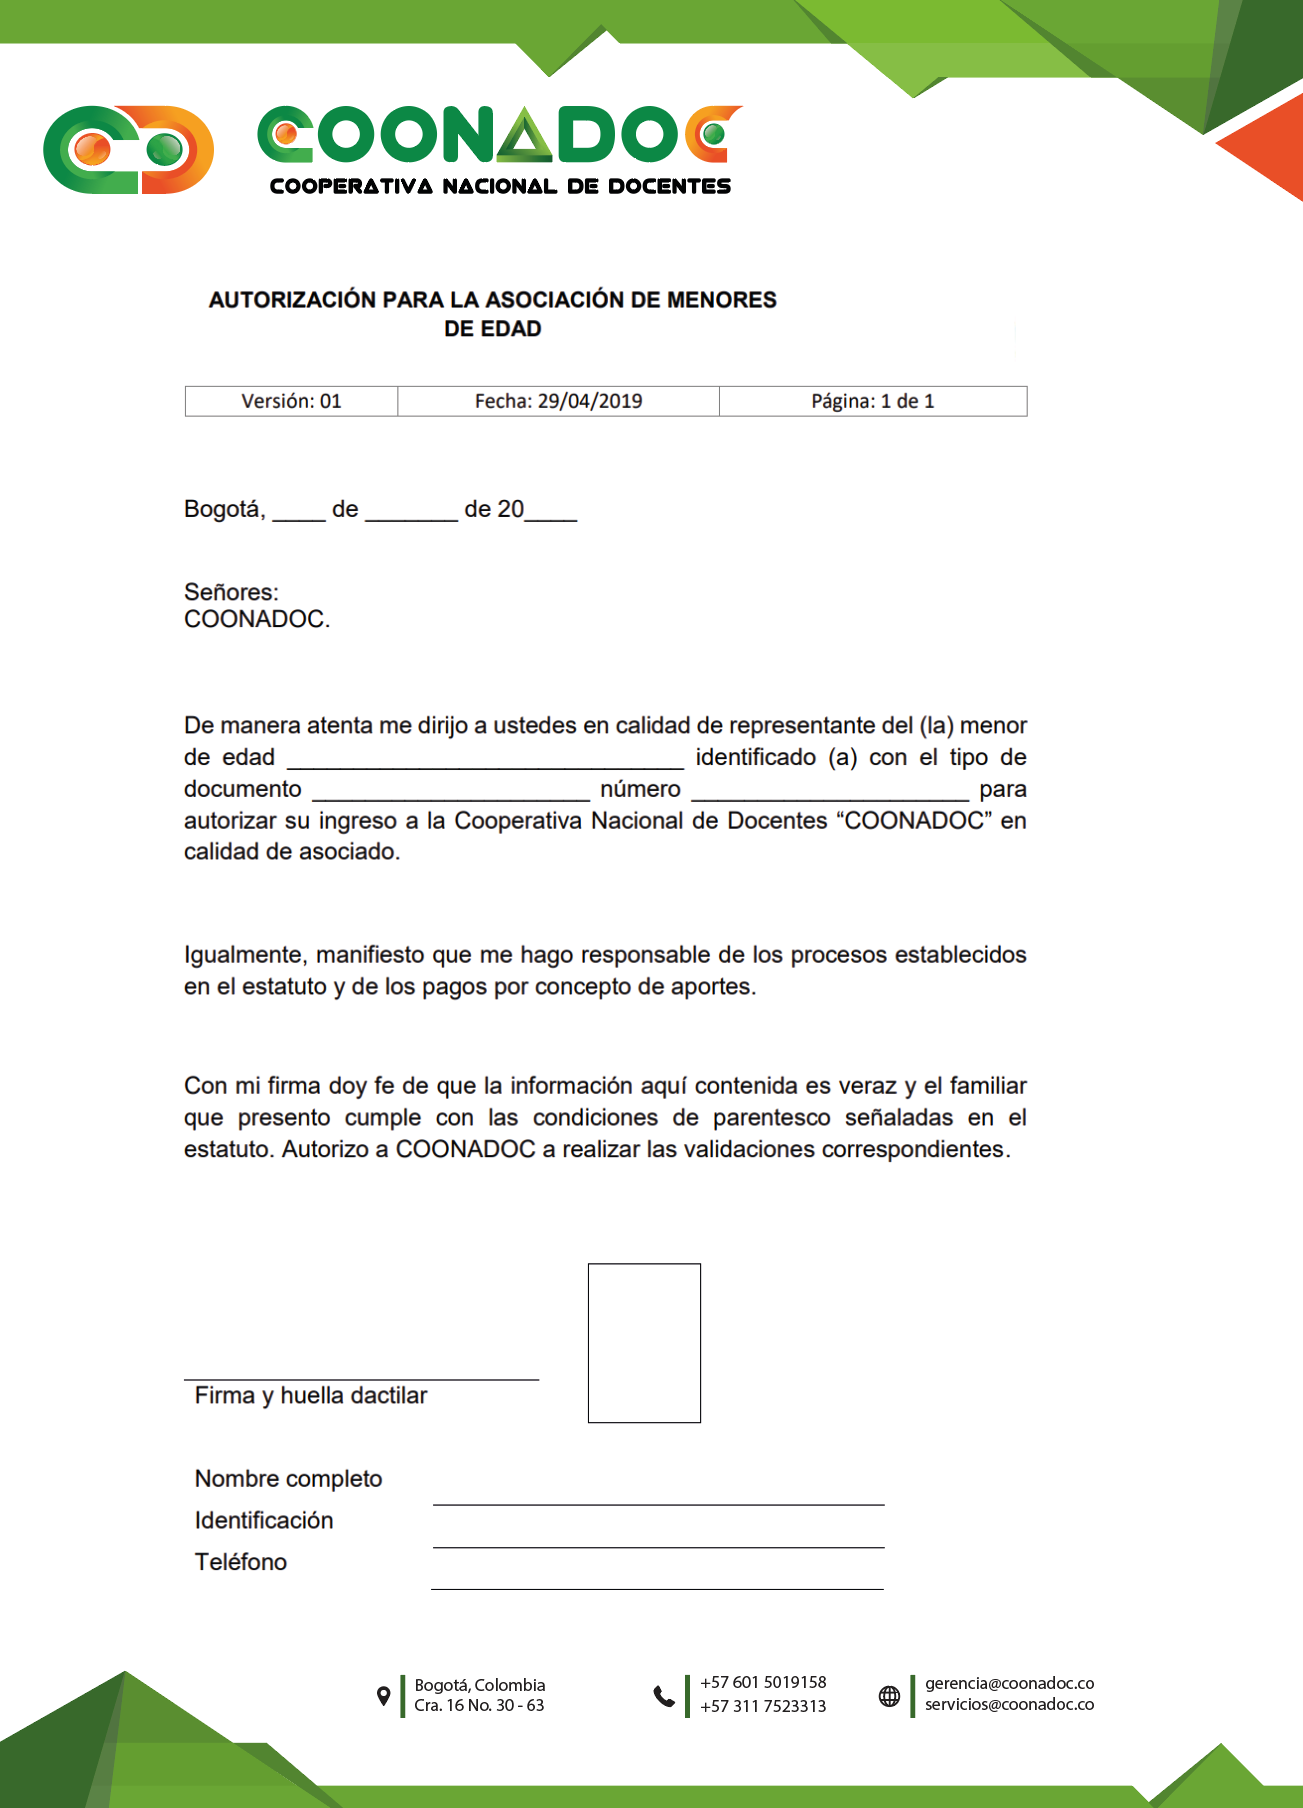 COONADOC
COOPERATIVA NACIONAL DE DOCENTES
AUTORIZACIÓN PARA LA ASOCIACIÓN DE MENORES
DE EDAD
Versión: 01 Fecha: 29/04/2019 Página: 1 de 1
Bogotá, ____ de _______ de 20____
Señores:
COONADOC.
De manera atenta me dirijo a ustedes en calidad de representante del (la) menor
de edad ______________________________ identificado (a) con el tipo de
documento _____________________ número _____________________ para
autorizar su ingreso a la Cooperativa Nacional de Docentes “COONADOC” en
calidad de asociado.
Igualmente, manifiesto que me hago responsable de los procesos establecidos
en el estatuto y de los pagos por concepto de aportes.
Con mi firma doy fe de que la información aquí contenida es veraz y el familiar
que presento cumple con las condiciones de parentesco señaladas en el
estatuto. Autorizo a COONADOC a realizar las validaciones correspondientes.
Firma y huella dactilar
Nombre completo
Identificación
Teléfono
Bogotá, Colombia
Cra. 16 No. 30 - 63
+57 601 5019158
+57 311 7523313
gerencia@coonadoc.co
servicios@coonadoc.co